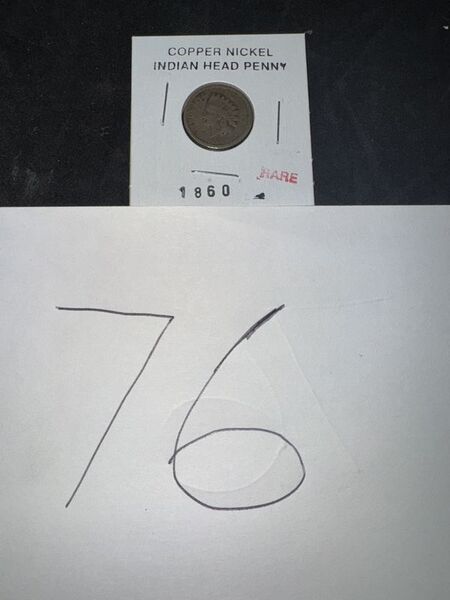 COPPER NICKEL
INDIAN HEAD PENNY
RARE
1860
76